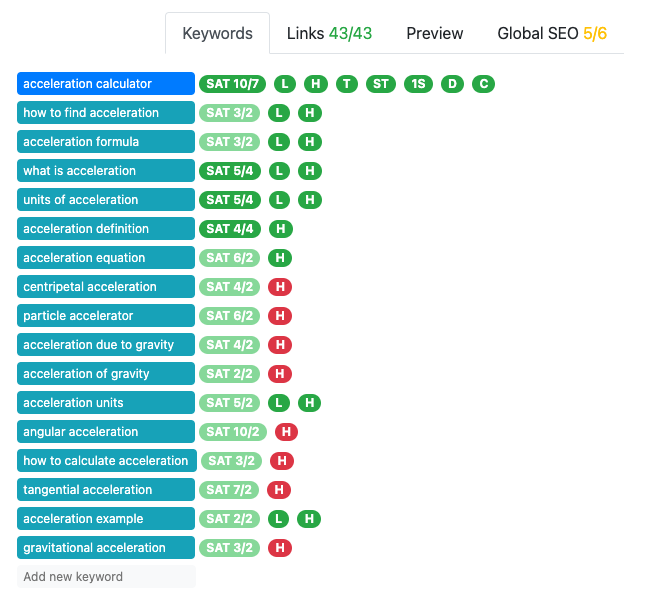 Keywords Links 43/43 Preview Global SEO 5/6
acceleration calculator SAT 10/7 L H T ST 1S D C
how to find acceleration SAT 3/2 L H
acceleration formula SAT 3/2 L H
what is acceleration SAT 5/4 L H
units of acceleration SAT 5/4 L H
acceleration definition SAT 4/4 H
acceleration equation SAT 6/2 H
centripetal acceleration SAT 4/2 H
particle accelerator SAT 6/2 H
acceleration due to gravity SAT 4/2 H
acceleration of gravity SAT 2/2 H
acceleration units SAT 5/2 L H
angular acceleration SAT 10/2 H
how to calculate acceleration SAT 3/2 H
tangential acceleration SAT 7/2 H
acceleration example SAT 2/2 L H
gravitational acceleration SAT 3/2 H
Add new keyword